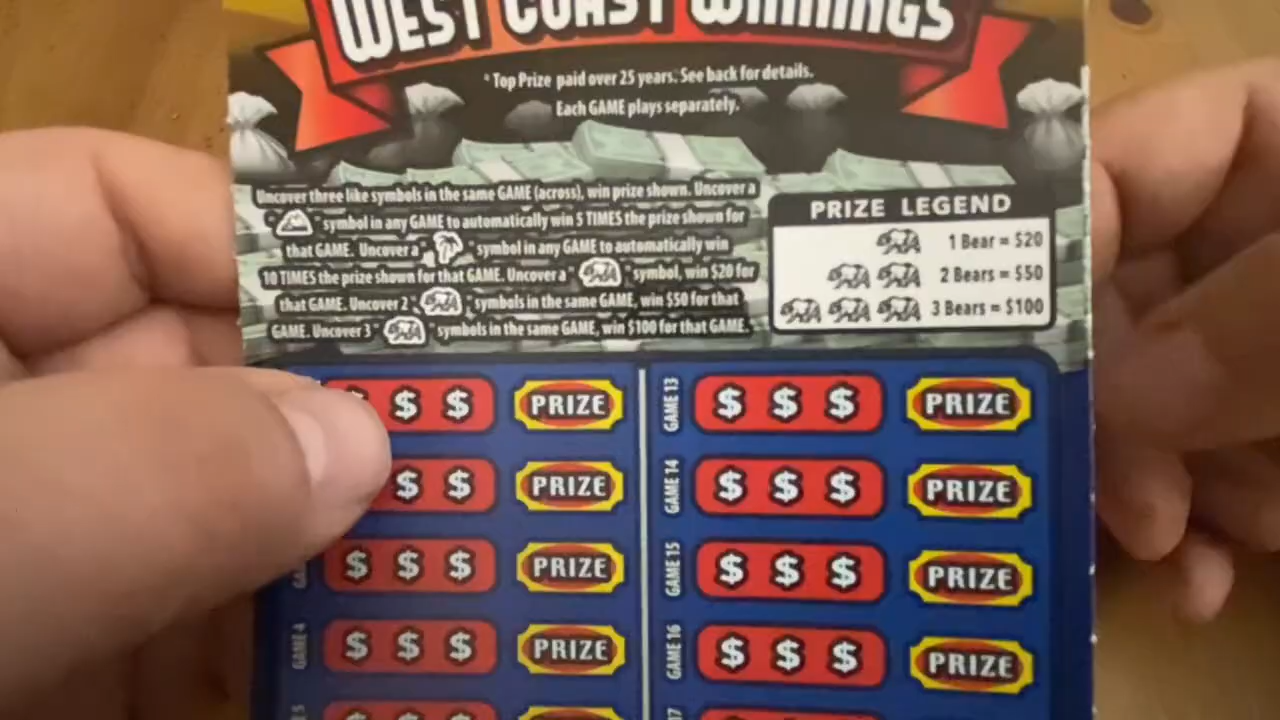 WEST COAST WINNINGS
* Top Prize paid over 25 years. See back for details.
Each GAME plays separately.
Uncover three like symbols in the same GAME (across), win prize shown. Uncover a
" " symbol in any GAME to automatically win 5 TIMES the prize shown for
that GAME. Uncover a " " symbol in any GAME to automatically win
10 TIMES the prize shown for that GAME. Uncover a " " symbol, win $20 for
that GAME. Uncover 2 " " symbols in the same GAME, win $50 for that
GAME. Uncover 3 " " symbols in the same GAME, win $100 for that GAME.
PRIZE LEGEND
1 Bear = $20
2 Bears = $50
3 Bears = $100
$ $ PRIZE
$ $ PRIZE
$ $ $ PRIZE
GAME 4 $ $ $ PRIZE
5 $ $ $ PRIZE
GAME 13 $ $ $ PRIZE
GAME 14 $ $ $ PRIZE
GAME 15 $ $ $ PRIZE
GAME 16 $ $ $ PRIZE
17 $ $ $ PRIZE